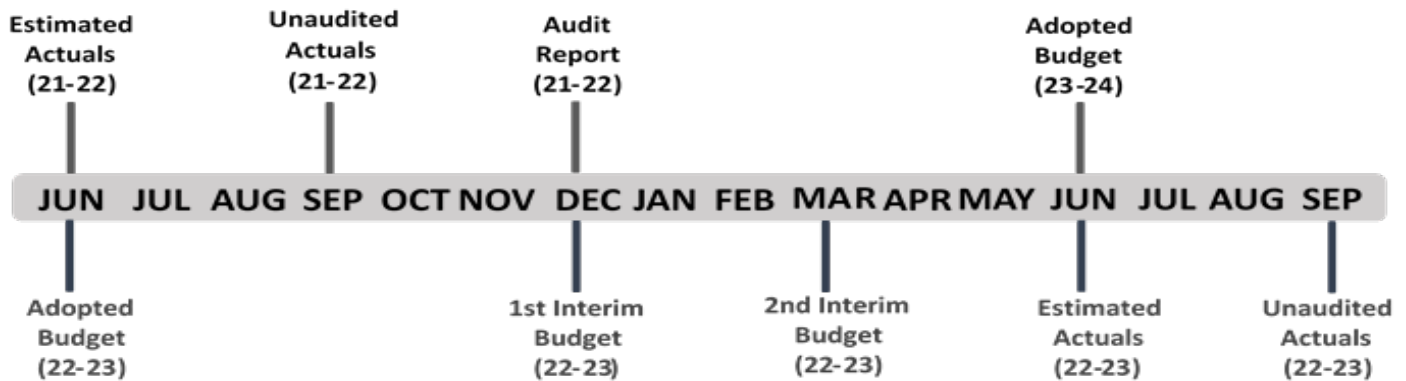 Estimated
Actuals
(21-22)
Unaudited
Actuals
(21-22)
Audit
Report
(21-22)
Adopted
Budget
(23-24)
JUN JUL AUG SEP OCT NOV DEC JAN FEB MAR APR MAY JUN JUL AUG SEP
Adopted
Budget
(22-23)
1st Interim
Budget
(22-23)
2nd Interim
Budget
(22-23)
Estimated
Actuals
(22-23)
Unaudited
Actuals
(22-23)